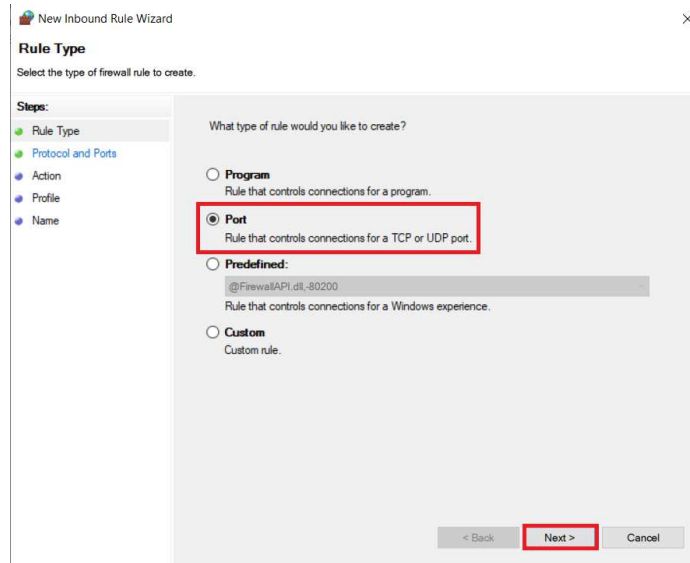 New Inbound Rule Wizard
Rule Type
Select the type of firewall rule to create.
Steps:
Rule Type
Protocol and Ports
Action
Profile
Name
What type of rule would you like to create?
Program
Rule that controls connections for a program.
Port
Rule that controls connections for a TCP or UDP port.
Predefined:
@FirewallAPI.dll,-80200
Rule that controls connections for a Windows experience.
Custom
Custom rule.
< Back
Next >
Cancel